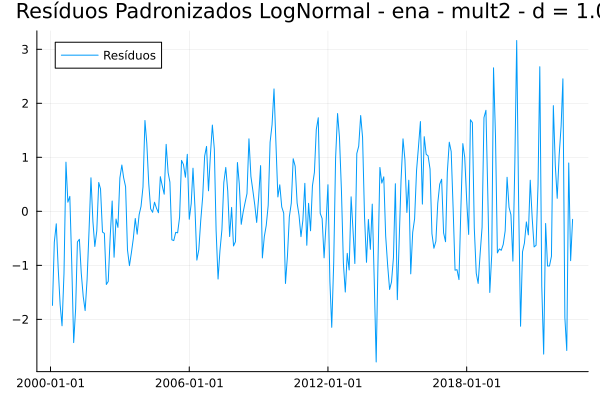 Resíduos Padronizados LogNormal - ena - mult2 - d = 1.0
Resíduos
3
2
1
0
−1
−2
2000-01-01 2006-01-01 2012-01-01 2018-01-01